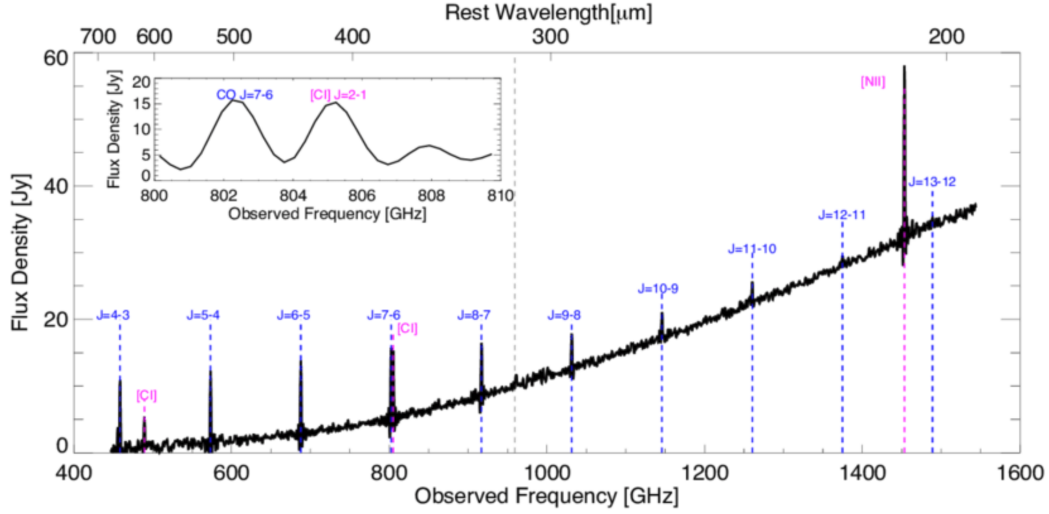 Rest Wavelength[μm]
700 600 500 400 300 200
60
40
20
0
Flux Density [Jy]
20
15
10
5
0
Flux Density [Jy]
CO J=7-6 [CI] J=2-1
800 802 804 806 808 810
Observed Frequency [GHz]
[NII]
J=13-12
J=12-11
J=11-10
J=10-9
J=4-3 J=5-4 J=6-5 J=7-6 J=8-7 J=9-8
[CI]
[CI]
400 600 800 1000 1200 1400 1600
Observed Frequency [GHz]